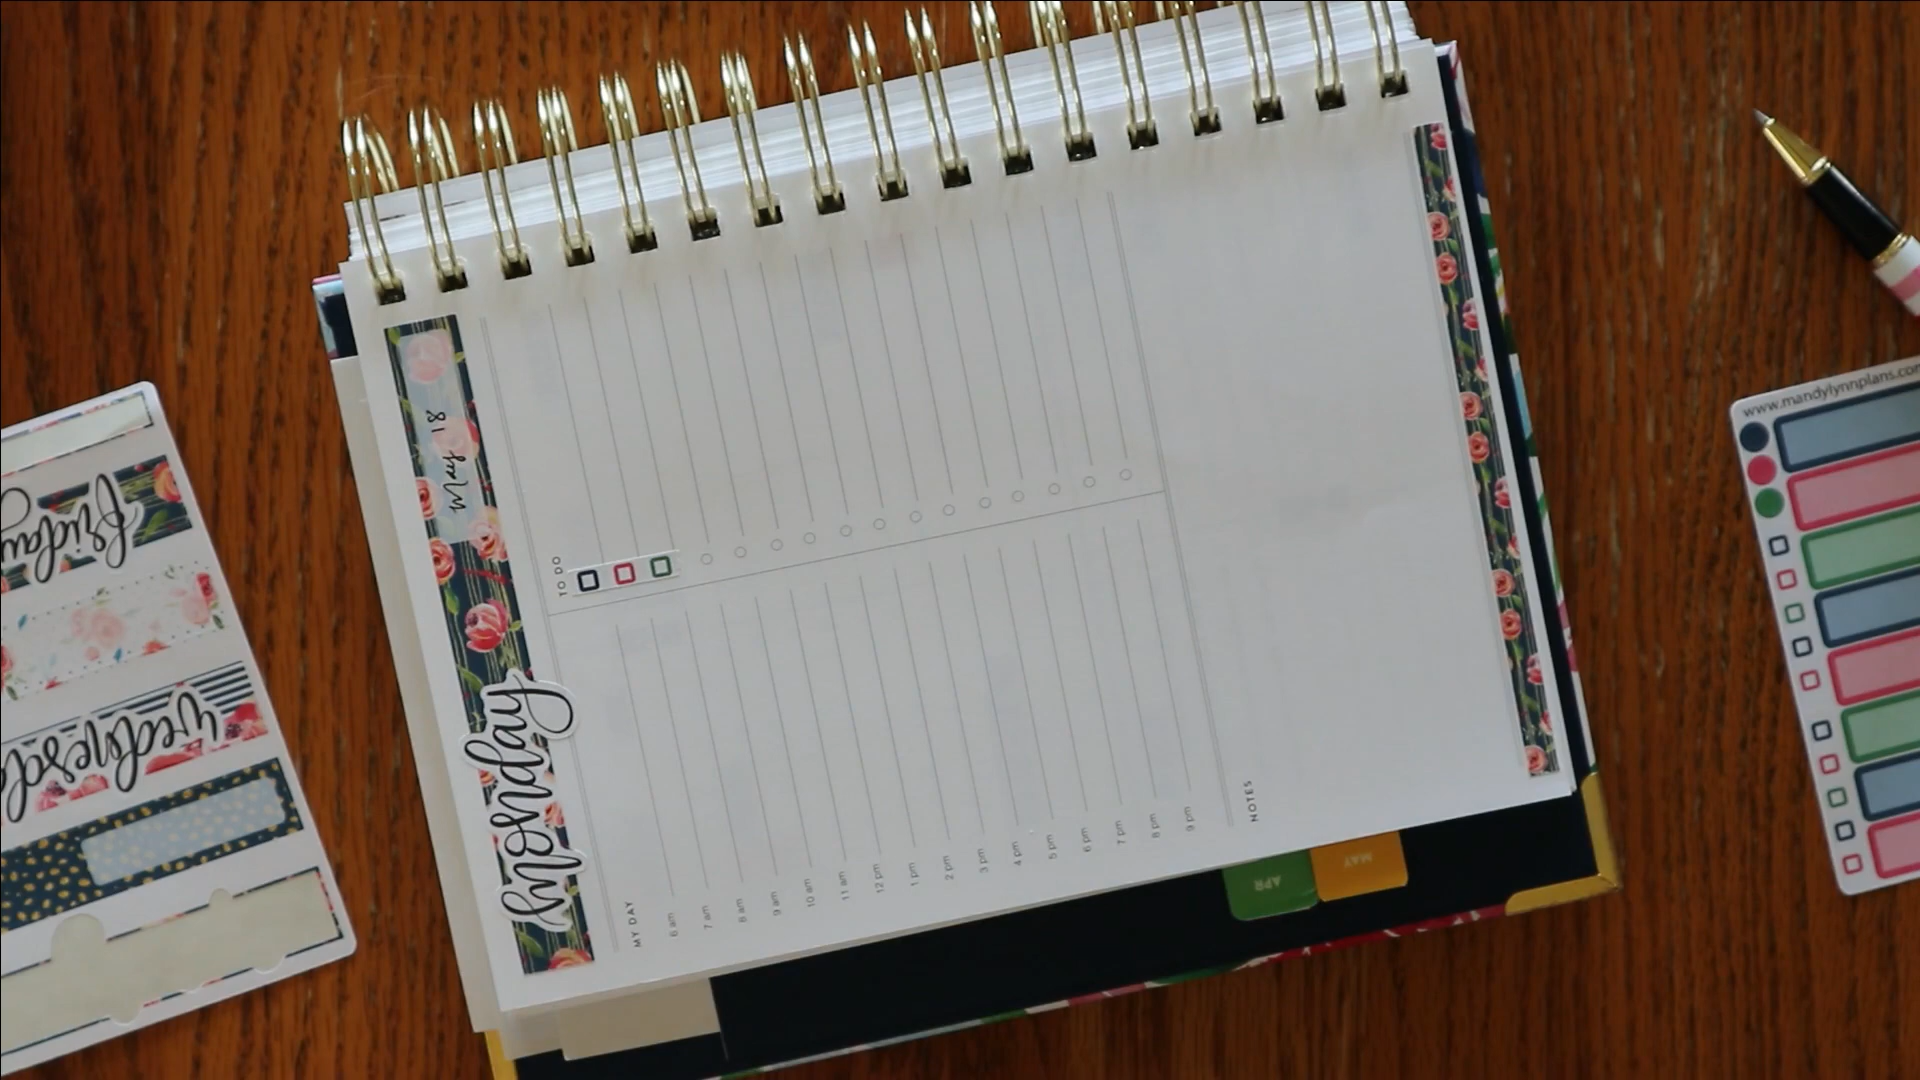 Monday
May 18
MY DAY
6 am
7 am
8 am
9 am
10 am
11 am
12 pm
1 pm
2 pm
3 pm
4 pm
5 pm
6 pm
7 pm
8 pm
9 pm
TO DO
NOTES
APR
MAY
Friday
Wednesda
www.mandylynnplans.co